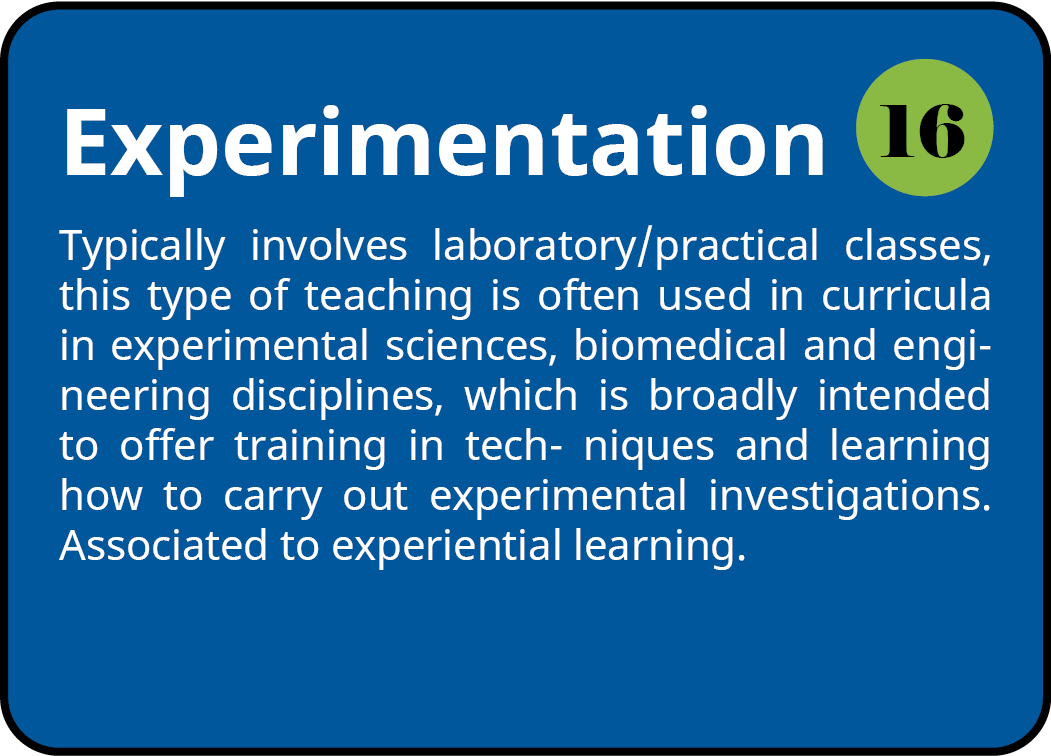 Experimentation
16
Typically involves laboratory/practical classes,
this type of teaching is often used in curricula
in experimental sciences, biomedical and engi-
neering disciplines, which is broadly intended
to offer training in tech- niques and learning
how to carry out experimental investigations.
Associated to experiential learning.